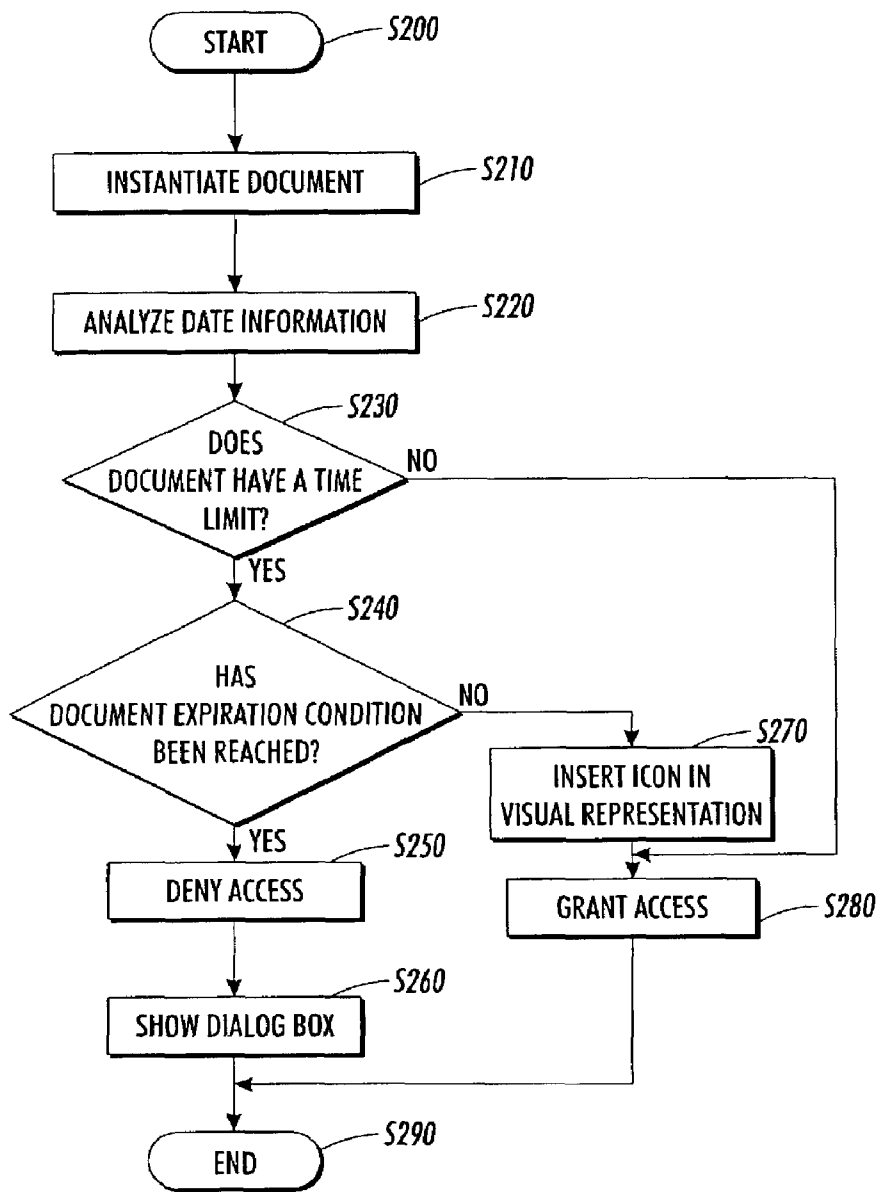 START
S200
INSTANTIATE DOCUMENT
S210
ANALYZE DATE INFORMATION
S220
S230
DOES
DOCUMENT HAVE A TIME
LIMIT?
NO
YES
S240
HAS
DOCUMENT EXPIRATION CONDITION
BEEN REACHED?
NO
YES
S270
INSERT ICON IN
VISUAL REPRESENTATION
S250
DENY ACCESS
GRANT ACCESS
S280
S260
SHOW DIALOG BOX
END
S290